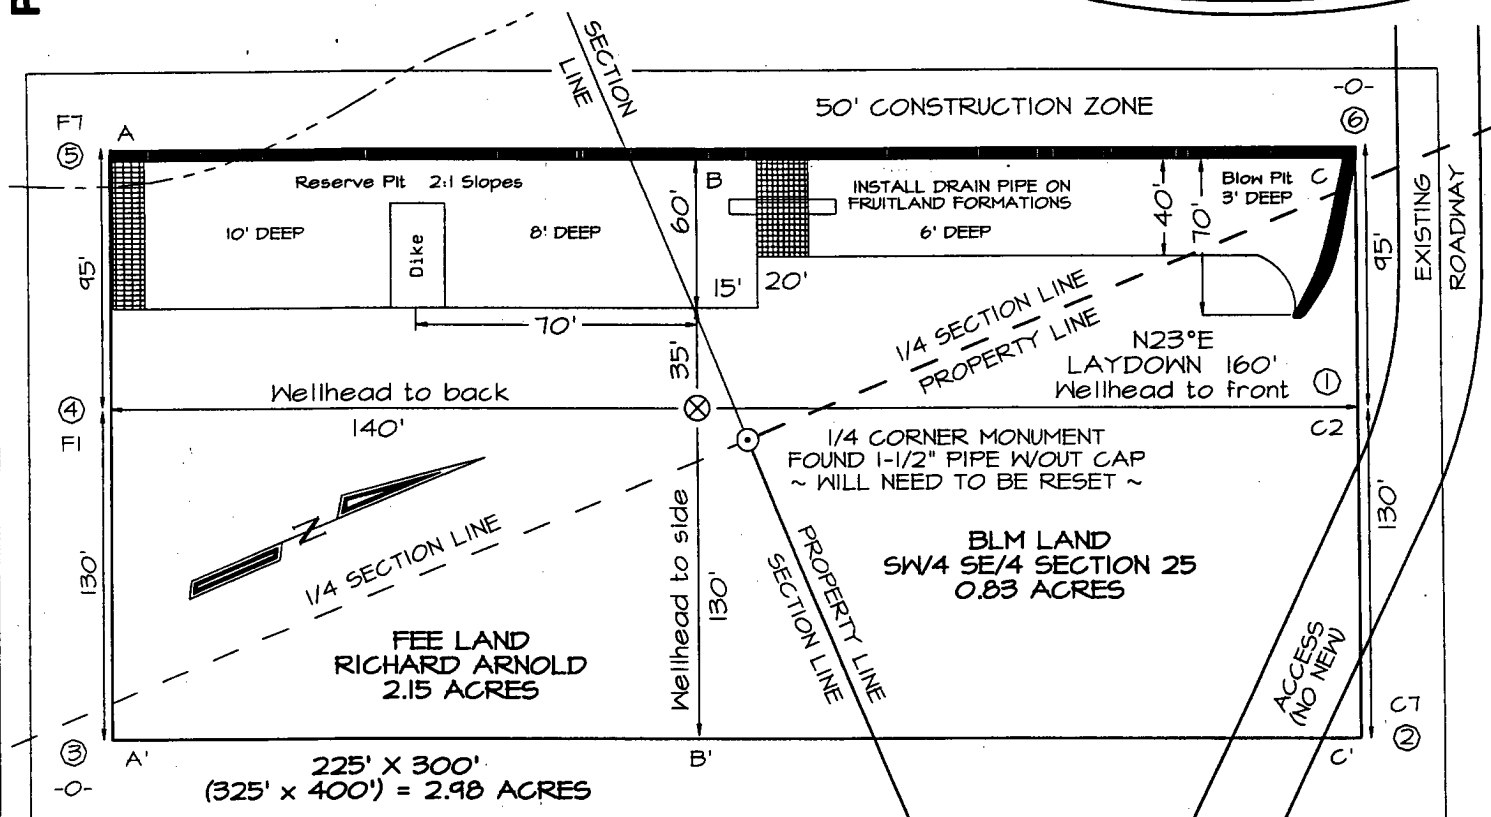 SECTION
LINE
50' CONSTRUCTION ZONE
-0-
6
F7
5
A
Reserve Pit 2:1 Slopes
10' DEEP
Dike
8' DEEP
60'
B
INSTALL DRAIN PIPE ON
FRUITLAND FORMATIONS
6' DEEP
40'
70'
Blow Pit
3' DEEP
C
95'
EXISTING
ROADWAY
95'
15'
20'
70'
35'
1/4 SECTION LINE
PROPERTY LINE
N23°E
LAYDOWN 160'
Wellhead to front
1
Wellhead to back
140'
4
F1
C2
1/4 CORNER MONUMENT
FOUND 1-1/2" PIPE W/OUT CAP
~ WILL NEED TO BE RESET ~
N
1/4 SECTION LINE
130'
Wellhead to side
130'
PROPERTY LINE
SECTION LINE
BLM LAND
SW/4 SE/4 SECTION 25
0.83 ACRES
130'
FEE LAND
RICHARD ARNOLD
2.15 ACRES
ACCESS
(NO NEW)
C7
2
3
-0-
A'
B'
C'
225' X 300'
(325' x 400') = 2.98 ACRES